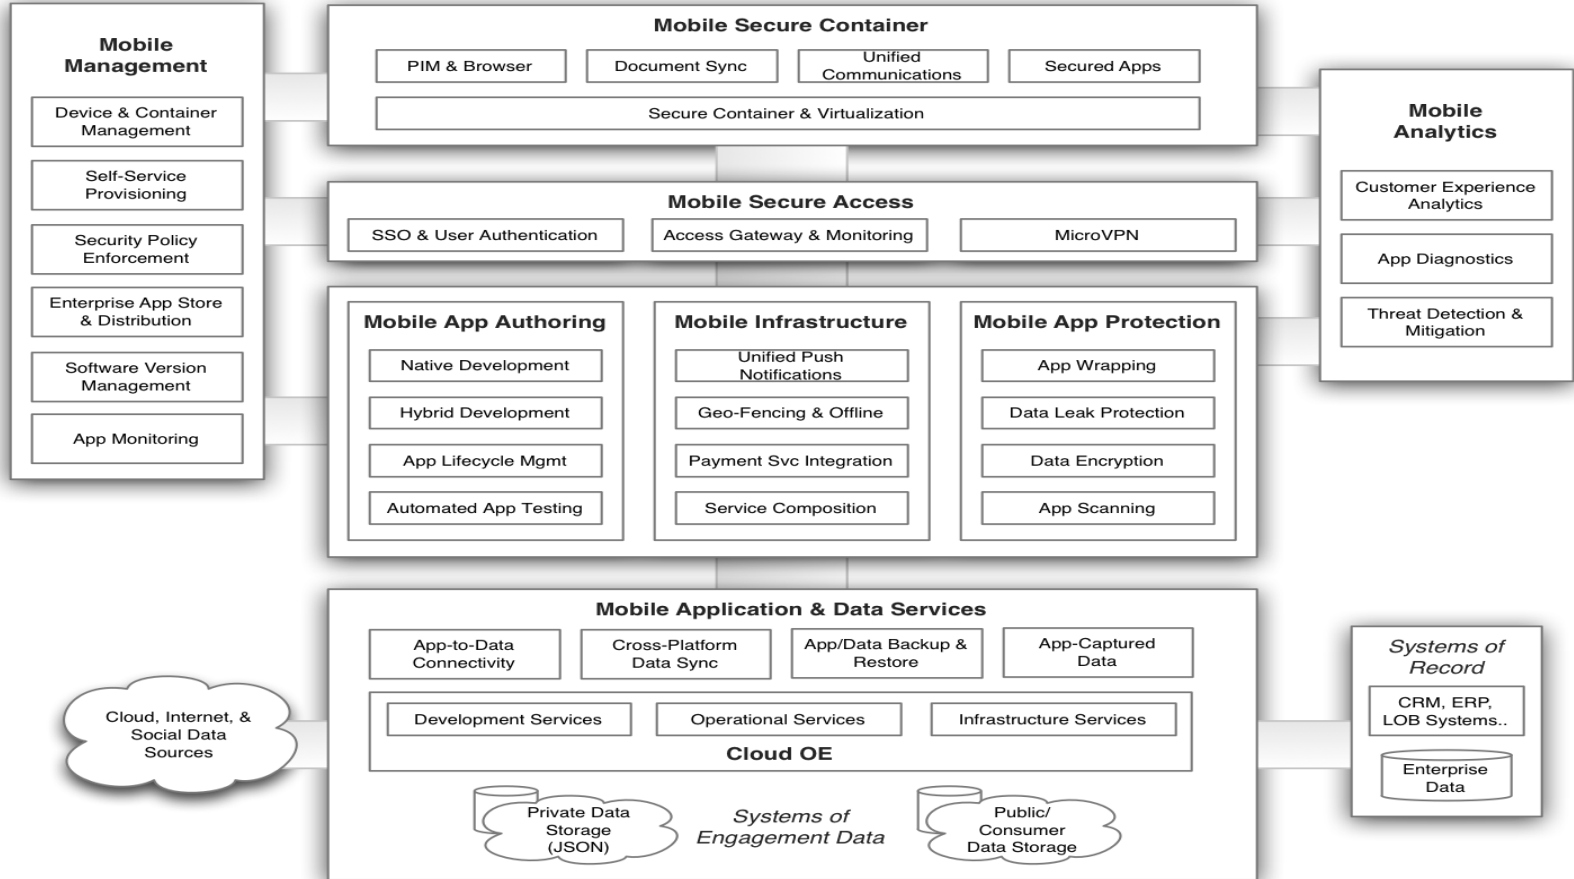 Mobile
Management
Device & Container
Management
Self-Service
Provisioning
Security Policy
Enforcement
Enterprise App Store
& Distribution
Software Version
Management
App Monitoring
Mobile Secure Container
PIM & Browser
Document Sync
Unified
Communications
Secured Apps
Secure Container & Virtualization
Mobile Secure Access
SSO & User Authentication
Access Gateway & Monitoring
MicroVPN
Mobile App Authoring
Native Development
Hybrid Development
App Lifecycle Mgmt
Automated App Testing
Mobile Infrastructure
Unified Push
Notifications
Geo-Fencing & Offline
Payment Svc Integration
Service Composition
Mobile App Protection
App Wrapping
Data Leak Protection
Data Encryption
App Scanning
Mobile
Analytics
Customer Experience
Analytics
App Diagnostics
Threat Detection &
Mitigation
Mobile Application & Data Services
App-to-Data
Connectivity
Cross-Platform
Data Sync
App/Data Backup &
Restore
App-Captured
Data
Development Services
Operational Services
Infrastructure Services
Cloud OE
Private Data
Storage
(JSON)
Systems of
Engagement Data
Public/
Consumer
Data Storage
Cloud, Internet, &
Social Data
Sources
Systems of
Record
CRM, ERP,
LOB Systems..
Enterprise
Data